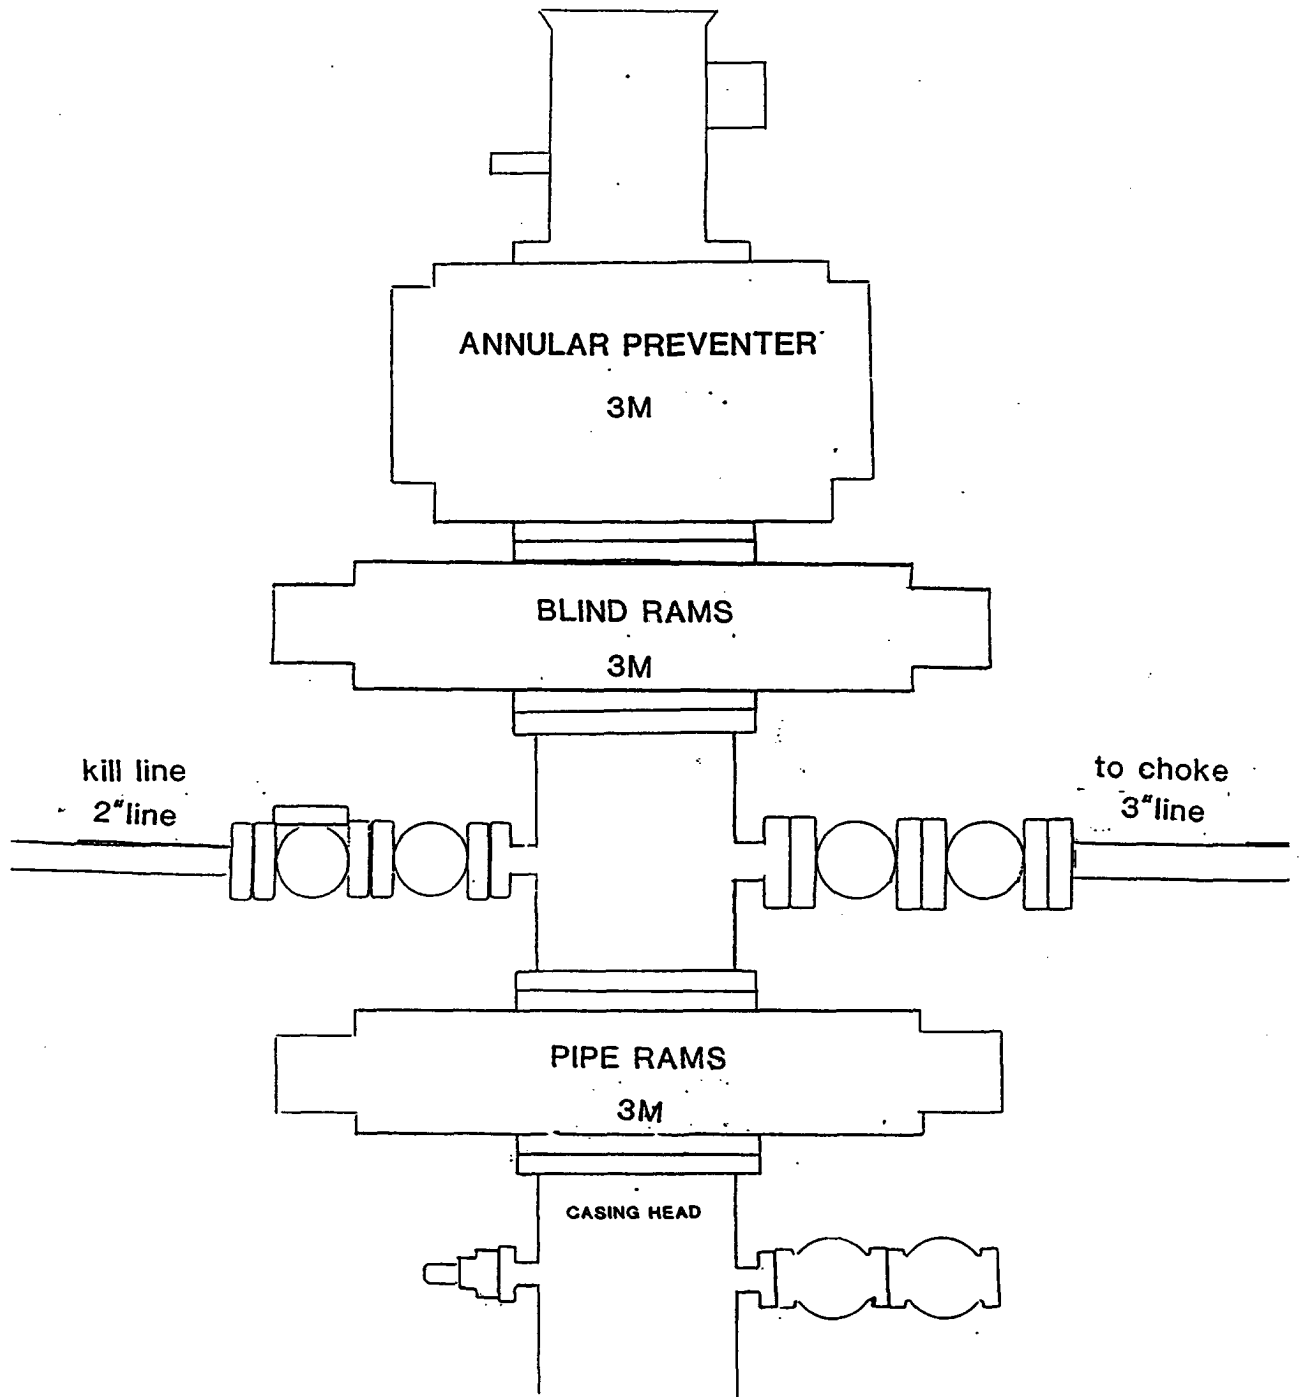 ANNULAR PREVENTER
3M
BLIND RAMS
3M
kill line
2"line
to choke
3"line
PIPE RAMS
3M
CASING HEAD